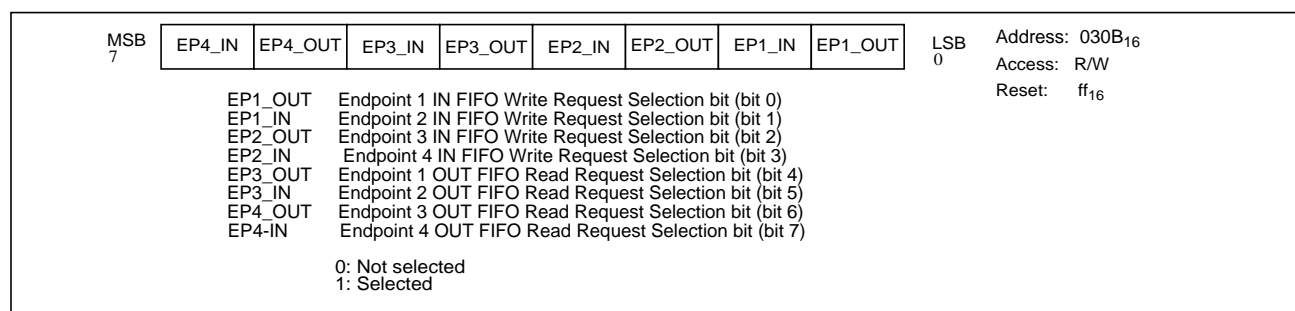 MSB 7 EP4_IN EP4_OUT EP3_IN EP3_OUT EP2_IN EP2_OUT EP1_IN EP1_OUT LSB 0
Address: 030B16
Access: R/W
Reset: ff16
EP1_OUT Endpoint 1 IN FIFO Write Request Selection bit (bit 0)
EP1_IN Endpoint 2 IN FIFO Write Request Selection bit (bit 1)
EP2_OUT Endpoint 3 IN FIFO Write Request Selection bit (bit 2)
EP2_IN Endpoint 4 IN FIFO Write Request Selection bit (bit 3)
EP3_OUT Endpoint 1 OUT FIFO Read Request Selection bit (bit 4)
EP3_IN Endpoint 2 OUT FIFO Read Request Selection bit (bit 5)
EP4_OUT Endpoint 3 OUT FIFO Read Request Selection bit (bit 6)
EP4-IN Endpoint 4 OUT FIFO Read Request Selection bit (bit 7)
0: Not selected
1: Selected